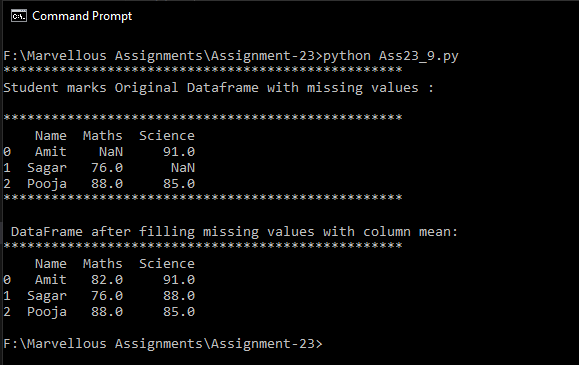 Command Prompt
F:\Marvellous Assignments\Assignment-23>python Ass23_9.py
**************************************************
Student marks Original Dataframe with missing values :
**************************************************
    Name  Maths  Science
0   Amit    NaN     91.0
1  Sagar   76.0      NaN
2  Pooja   88.0     85.0
**************************************************
 DataFrame after filling missing values with column mean:
**************************************************
    Name  Maths  Science
0   Amit   82.0     91.0
1  Sagar   76.0     88.0
2  Pooja   88.0     85.0
F:\Marvellous Assignments\Assignment-23>